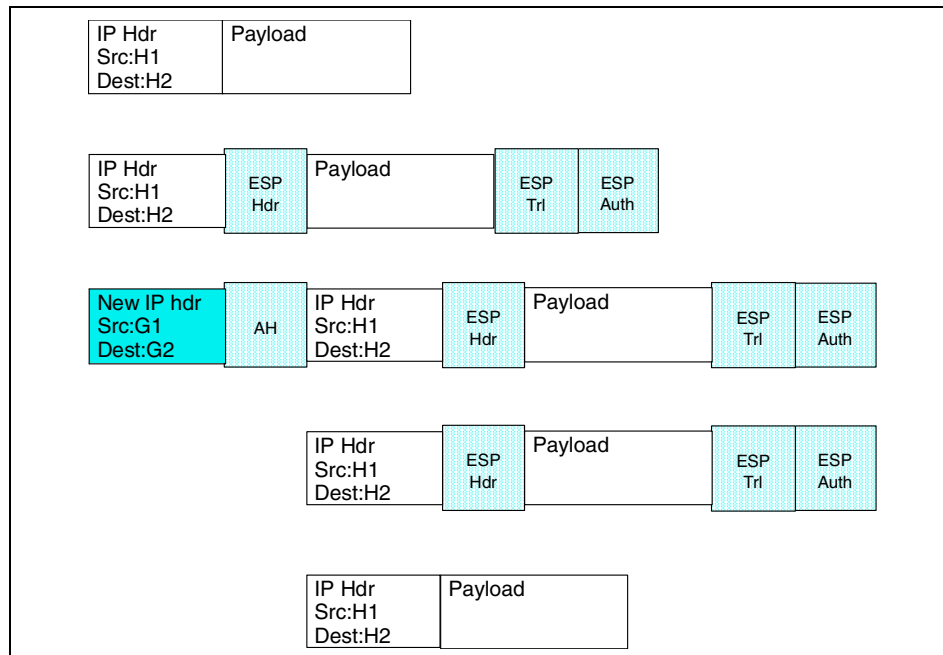 IP Hdr
Src:H1
Dest:H2
Payload
IP Hdr
Src:H1
Dest:H2
ESP
Hdr
Payload
ESP
Trl
ESP
Auth
New IP hdr
Src:G1
Dest:G2
AH
IP Hdr
Src:H1
Dest:H2
ESP
Hdr
Payload
ESP
Trl
ESP
Auth
IP Hdr
Src:H1
Dest:H2
ESP
Hdr
Payload
ESP
Trl
ESP
Auth
IP Hdr
Src:H1
Dest:H2
Payload